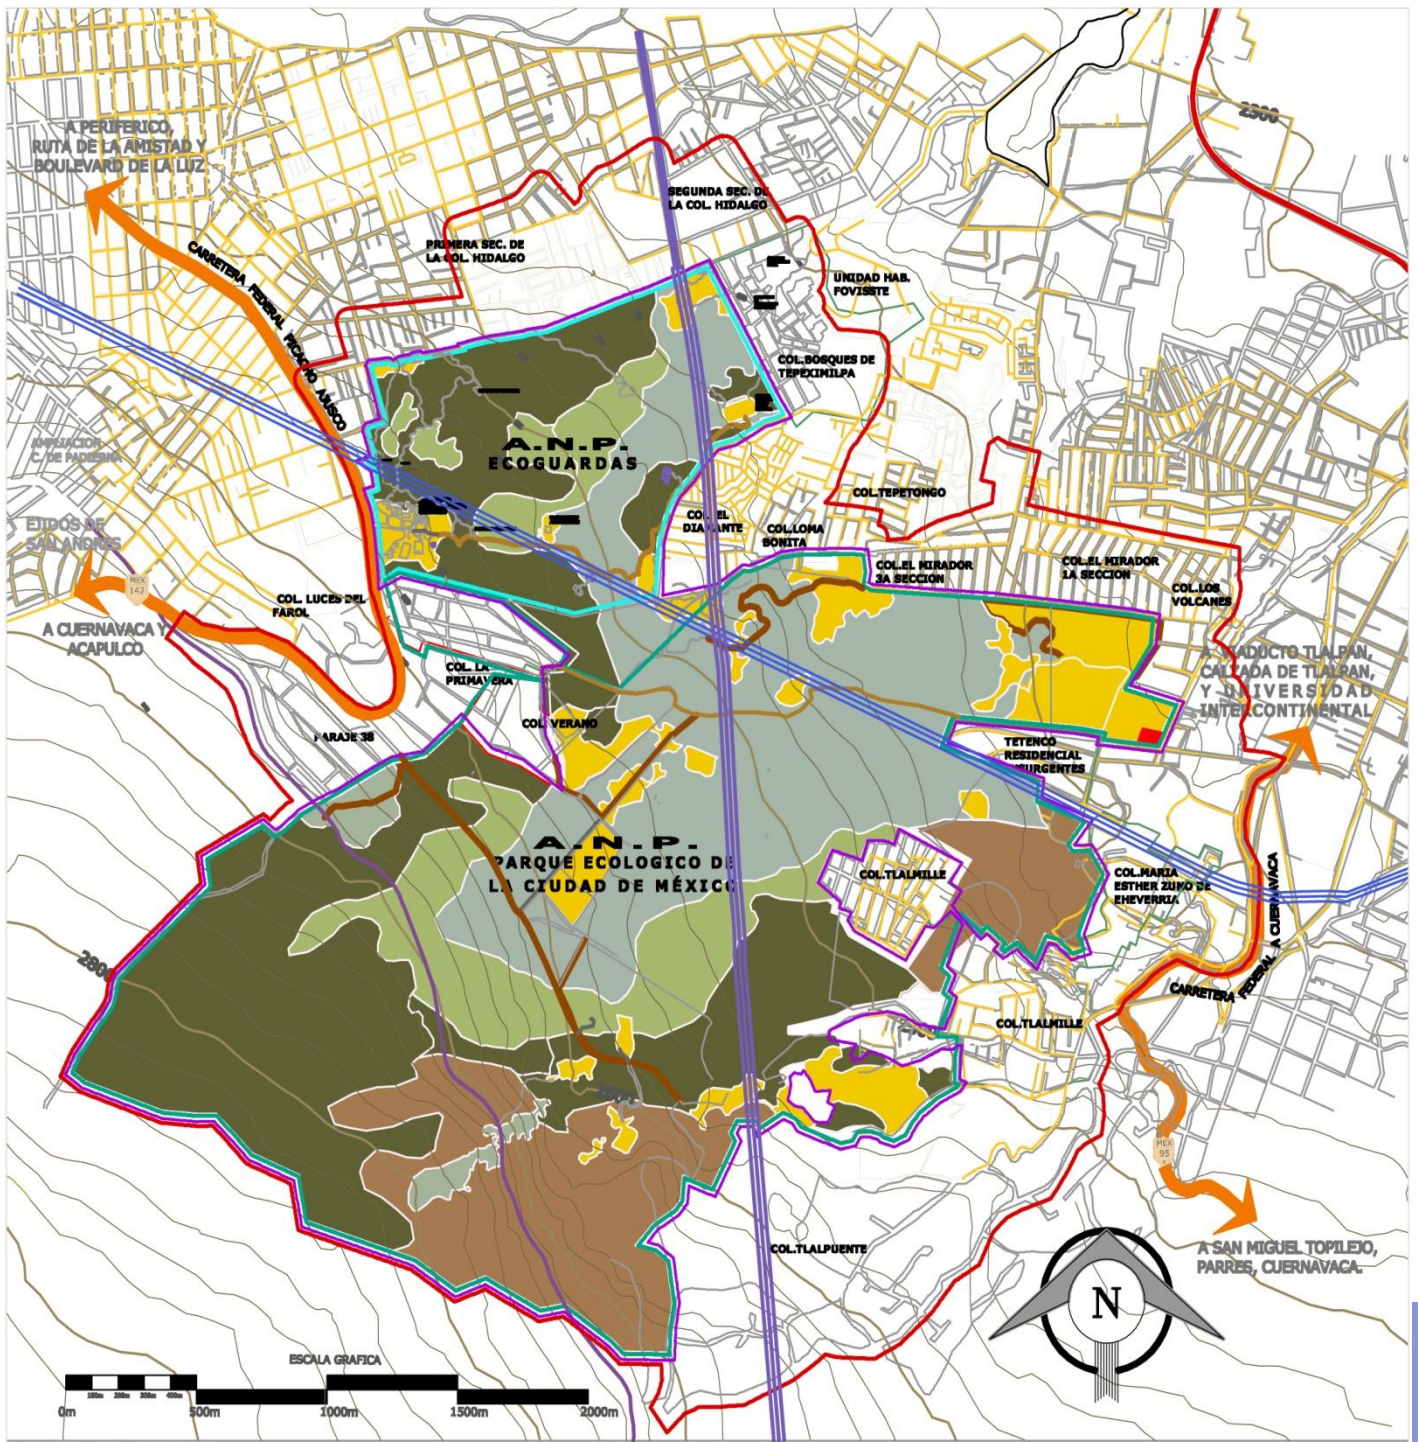 2300
A PERIFERICO,
RUTA DE LA AMISTAD Y
BOULEVARD DE LA LUZ
SEGUNDA SEC. DE
LA COL. HIDALGO
PRIMERA SEC. DE
LA COL. HIDALGO
CARRETERA FEDERAL PICACHO AJUSCO
UNIDAD HAB.
FOVISSTE
COL.BOSQUES DE
TEPEXIMILPA
AMPLIACION
C. DE PADIERNA
A.N.P.
ECOGUARDAS
COL.TEPETONGO
EJIDOS DE
SAN ANDRES
COL. EL
DIAMANTE
COL.LOMA
BONITA
COL.EL MIRADOR
3A SECCION
COL.EL MIRADOR
1A SECCION
COL.LOS
VOLCANES
MEX
142
COL. LUCES DEL
FAROL
A CUERNAVACA Y
ACAPULCO
COL. LA
PRIMAVERA
COL. VERANO
PARAJE 38
A VIADUCTO TLALPAN,
CALZADA DE TLALPAN,
Y UNIVERSIDAD
INTERCONTINENTAL
TETENCO
RESIDENCIAL
INSURGENTES
A.N.P.
PARQUE ECOLOGICO DE
LA CIUDAD DE MÉXICO
COL.TLALMILLE
COL.MARIA
ESTHER ZUNO DE
EHEVERRIA
2800
CARRETERA FEDERAL A CUERNAVACA
COL.TLALMILLE
MEX
95
COL.TLALPUENTE
A SAN MIGUEL TOPILEJO,
PARRES, CUERNAVACA.
N
ESCALA GRAFICA
100m 200m 300m 400m
0m 500m 1000m 1500m 2000m